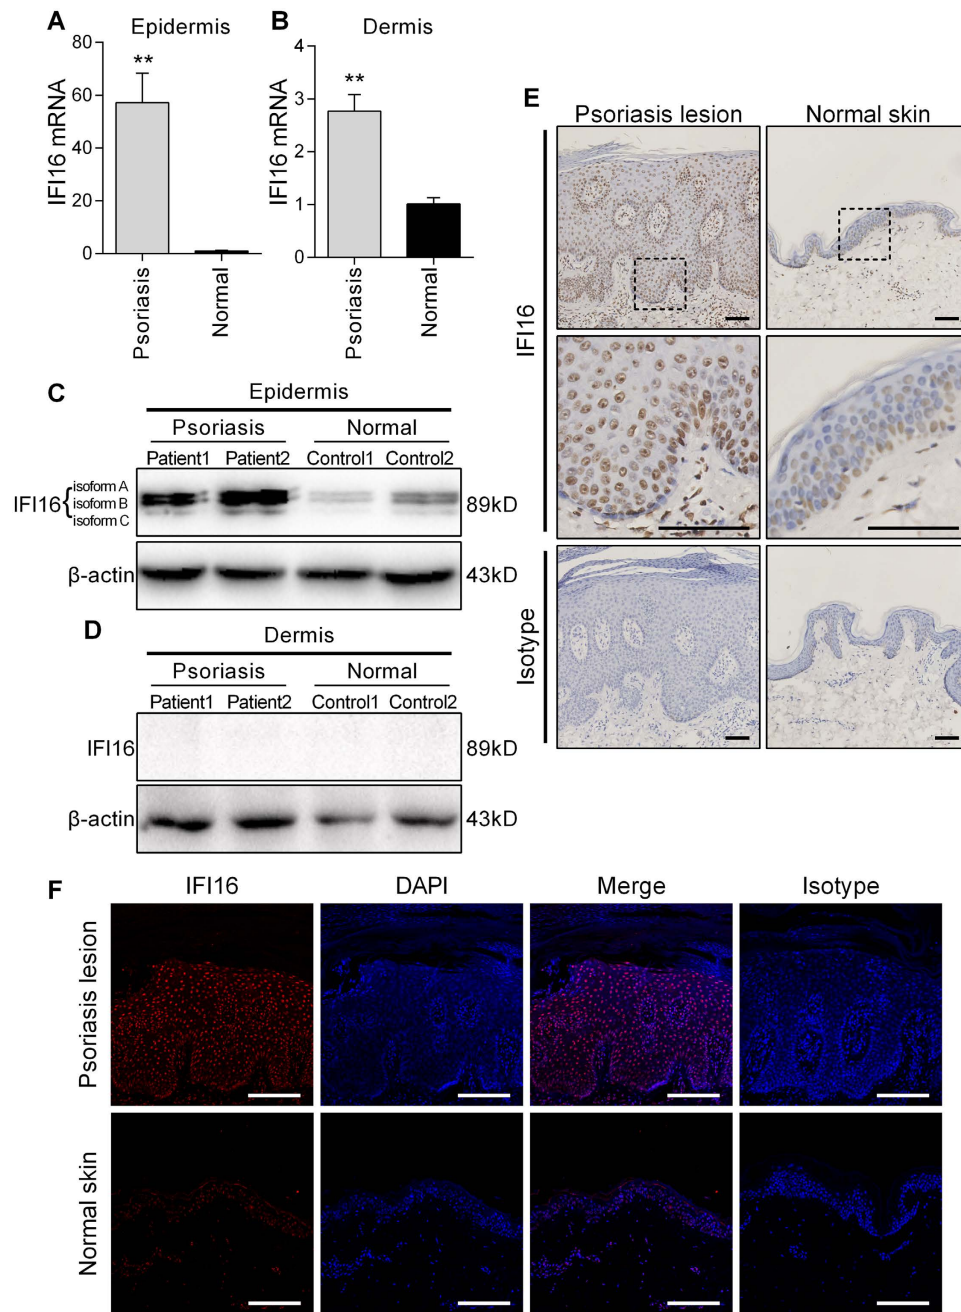 A
Epidermis
IFI16 mRNA
80
60
40
20
0
**
Psoriasis
Normal
B
Dermis
IFI16 mRNA
4
3
2
1
0
**
Psoriasis
Normal
C
Epidermis
Psoriasis Normal
Patient1 Patient2 Control1 Control2
IFI16 { isoform A
isoform B
isoform C
89kD
β-actin 43kD
D
Dermis
Psoriasis Normal
Patient1 Patient2 Control1 Control2
IFI16 89kD
β-actin 43kD
E
Psoriasis lesion Normal skin
IFI16
Isotype
F
IFI16 DAPI Merge Isotype
Psoriasis lesion
Normal skin